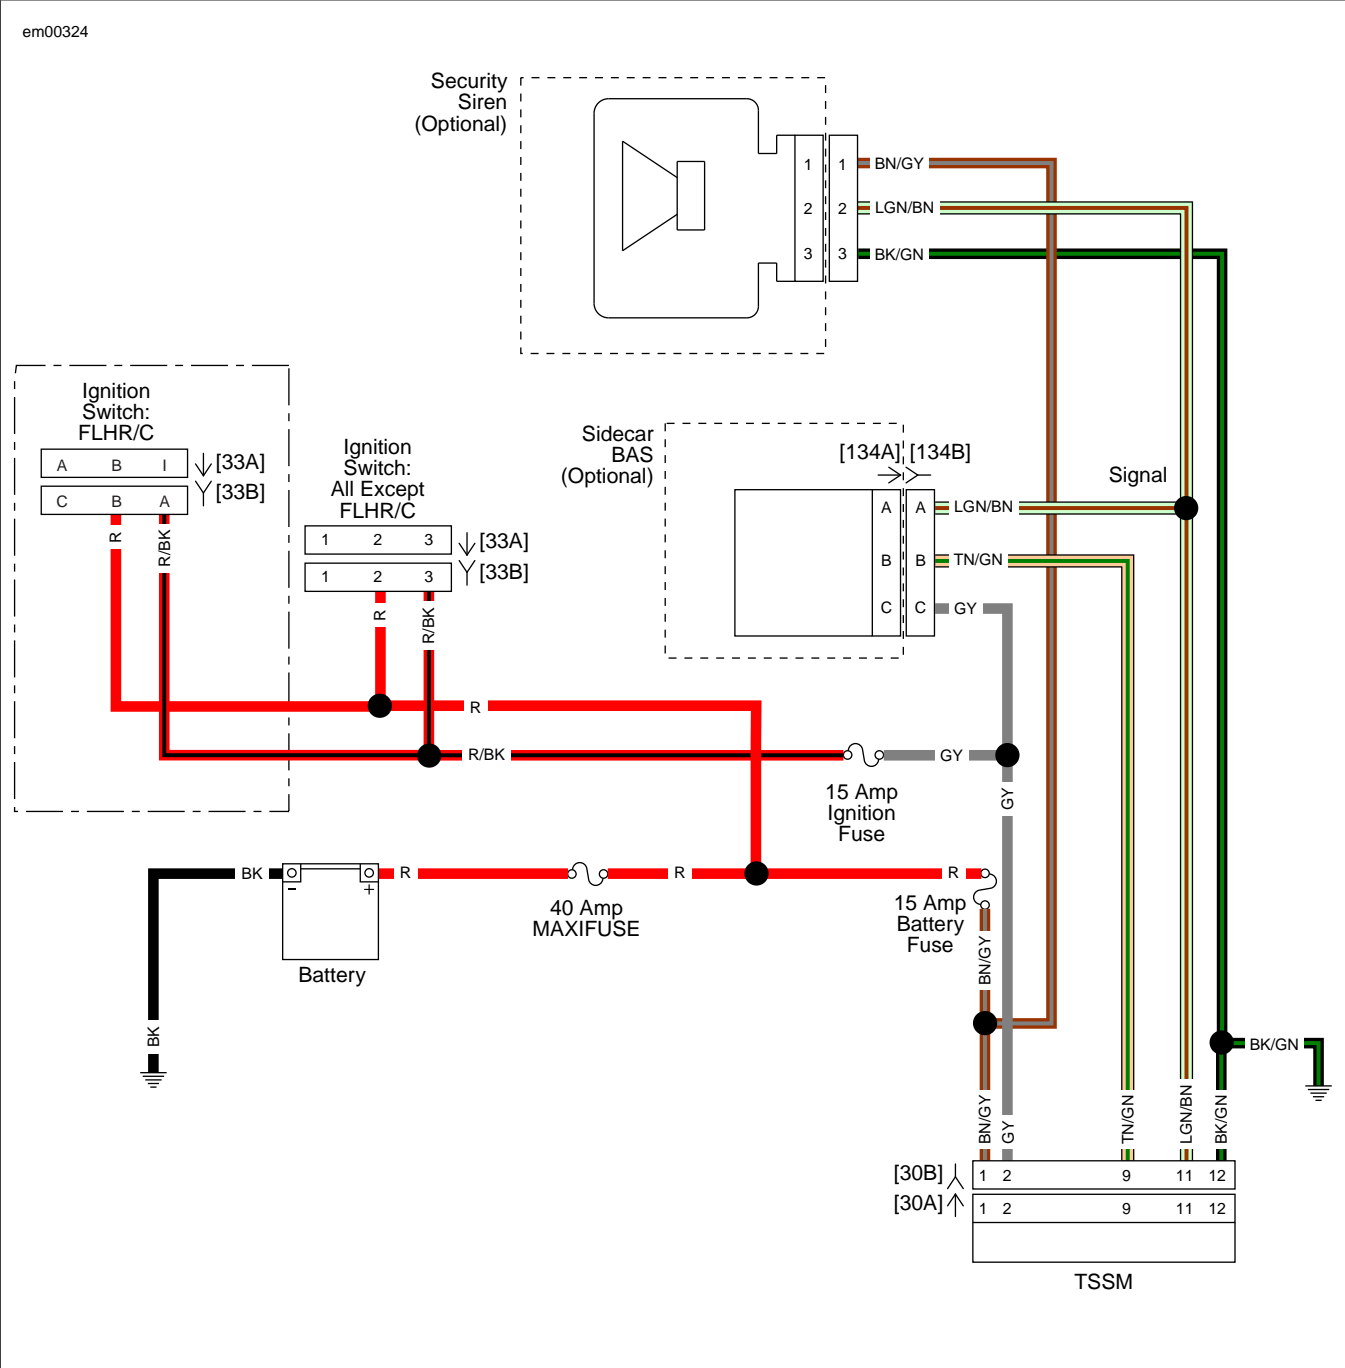 em00324
Security
Siren
(Optional)
1 1 BN/GY
2 2 LGN/BN
3 3 BK/GN
Ignition
Switch:
FLHR/C
A B I [33A]
C B A [33B]
R R/BK
Ignition
Switch:
All Except
FLHR/C
1 2 3 [33A]
1 2 3 [33B]
R R/BK
Sidecar
BAS
(Optional)
[134A] [134B]
A A LGN/BN
B B TN/GN
C C GY
Signal
R
R/BK
GY
GY
15 Amp
Ignition
Fuse
BK - + R R R
Battery
40 Amp
MAXIFUSE
15 Amp
Battery
Fuse
BN/GY
BK
BK/GN
BN/GY GY TN/GN LGN/BN BK/GN
[30B] 1 2 9 11 12
[30A] 1 2 9 11 12
TSSM